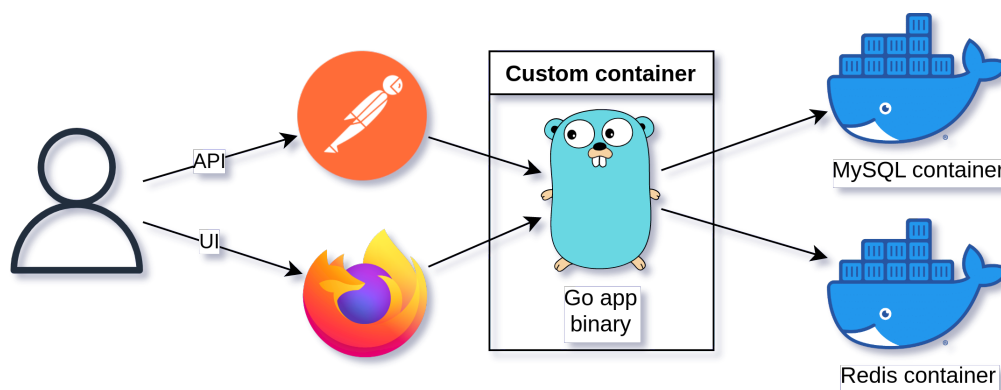 Custom container
API
UI
Go app
binary
MySQL container
Redis container